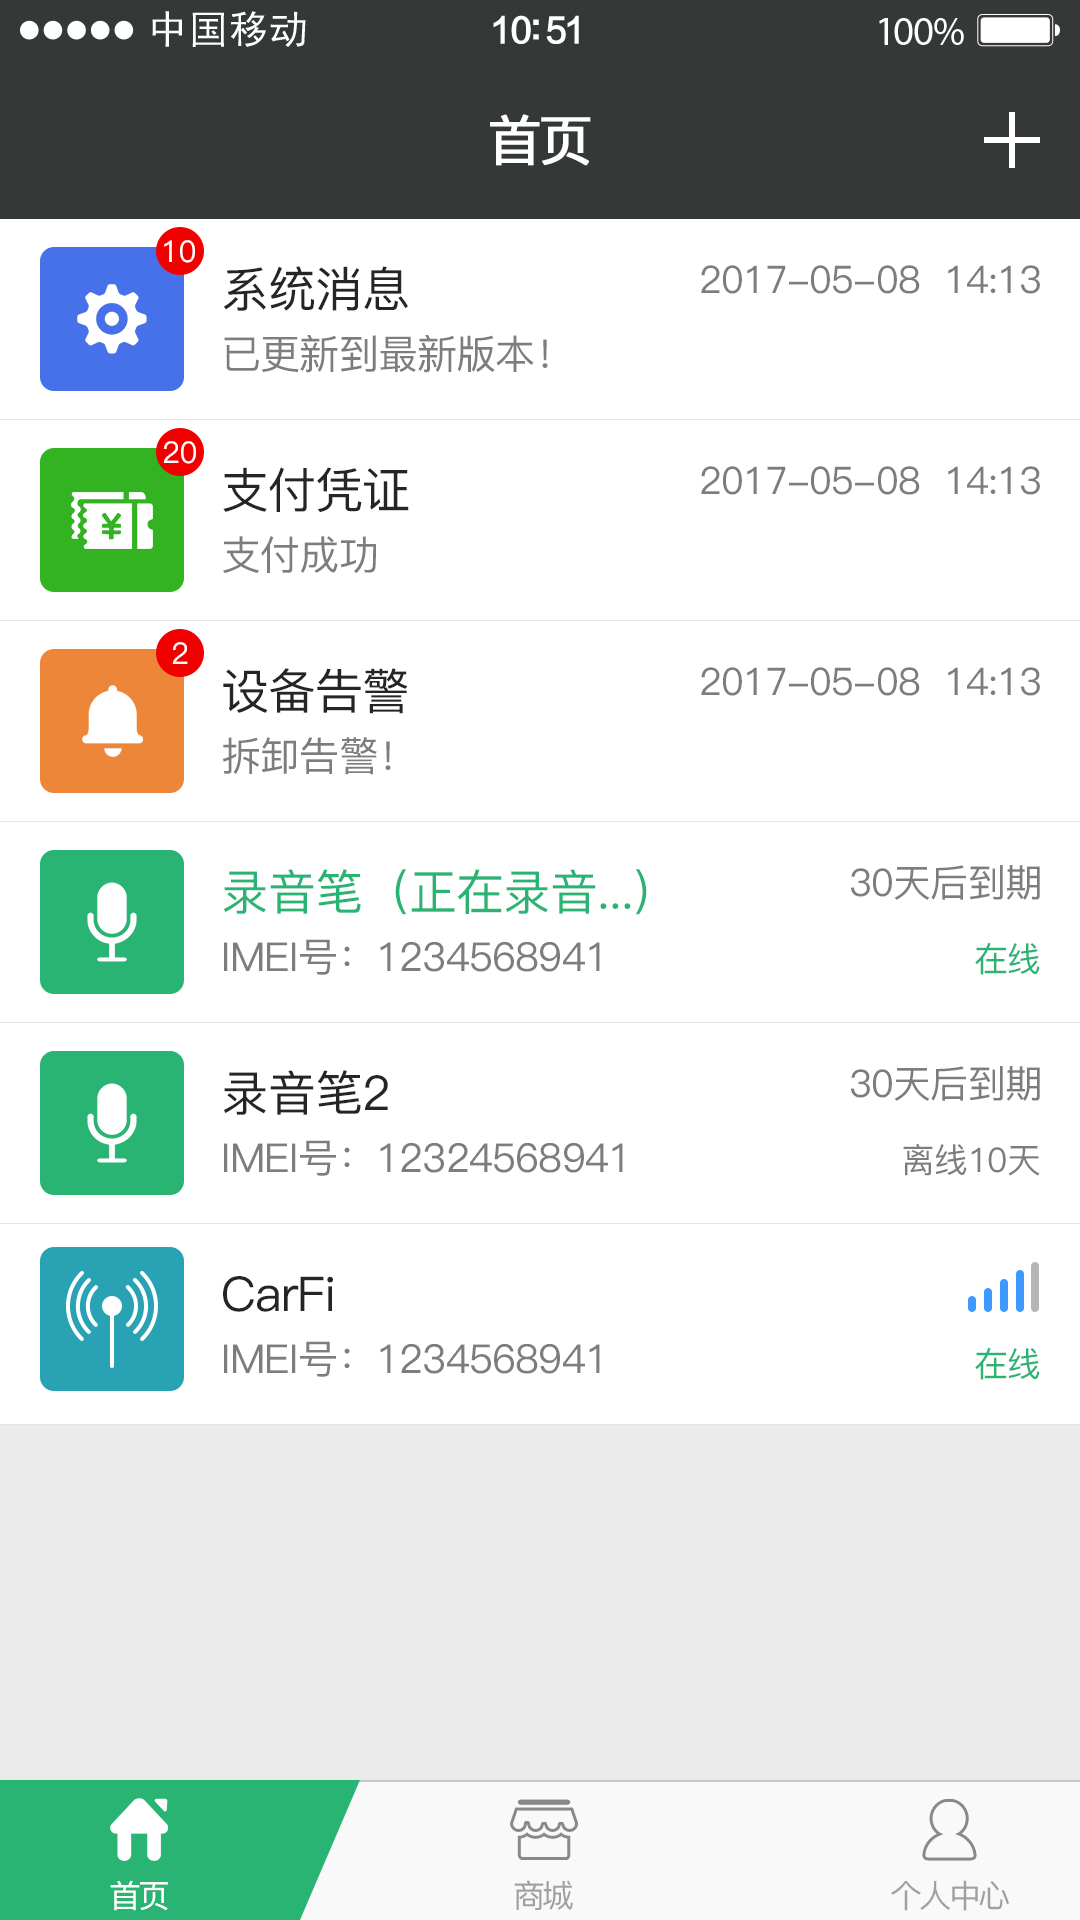 中国移动 10:51 100%
首页
10
系统消息 2017-05-08 14:13
已更新到最新版本！
20
支付凭证 2017-05-08 14:13
¥
支付成功
2
设备告警 2017-05-08 14:13
拆卸告警！
录音笔（正在录音...） 30天后到期
IMEI号：1234568941 在线
录音笔2 30天后到期
IMEI号：12324568941 离线10天
CarFi
IMEI号：1234568941 在线
首页 商城 个人中心